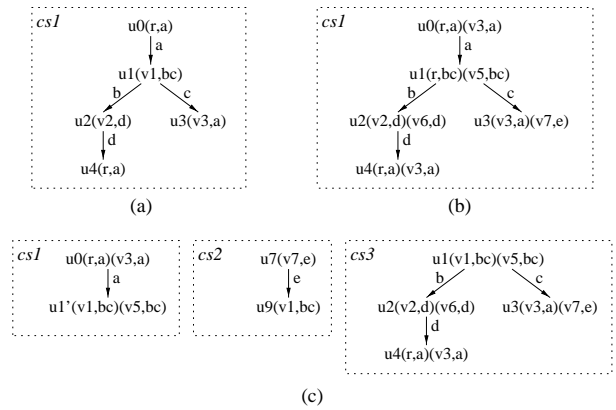 cs1
u0(r,a)
a
u1(v1,bc)
b
c
u2(v2,d)
u3(v3,a)
d
u4(r,a)
(a)
cs1
u0(r,a)(v3,a)
a
u1(r,bc)(v5,bc)
b
c
u2(v2,d)(v6,d)
u3(v3,a)(v7,e)
d
u4(r,a)(v3,a)
(b)
cs1
u0(r,a)(v3,a)
a
u1'(v1,bc)(v5,bc)
cs2
u7(v7,e)
e
u9(v1,bc)
cs3
u1(v1,bc)(v5,bc)
b
c
u2(v2,d)(v6,d)
u3(v3,a)(v7,e)
d
u4(r,a)(v3,a)
(c)